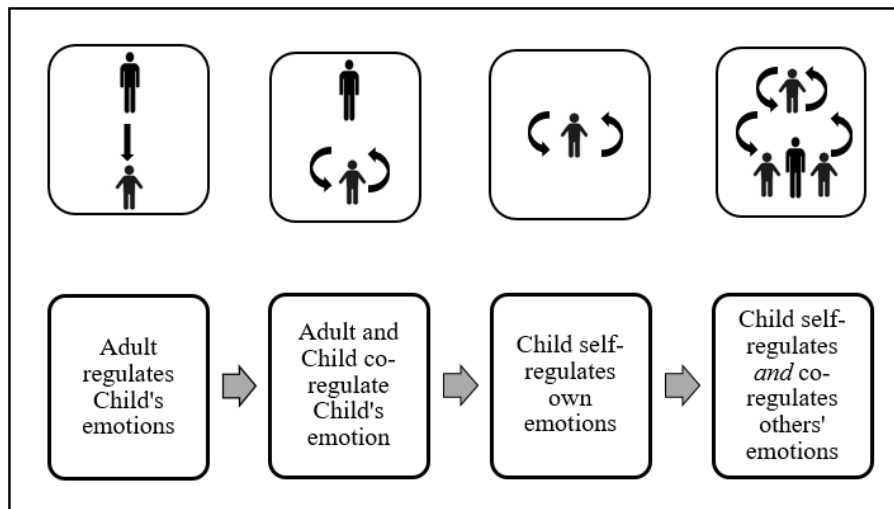 Adult
regulates
Child's
emotions
Adult and
Child co-
regulate
Child's
emotion
Child self-
regulates
own
emotions
Child self-
regulates
and co-
regulates
others'
emotions